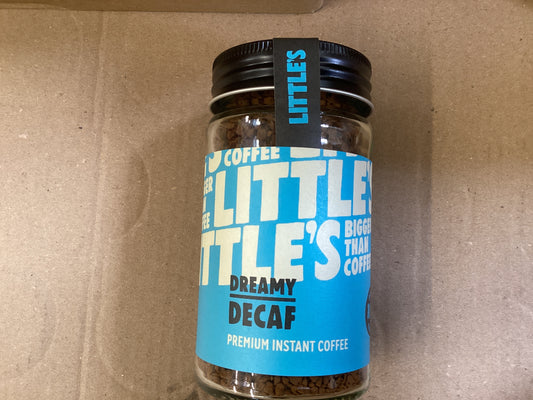 LITTLE'S
COFFEE
LITTLE'S
BIGGER
THAN
COFFEE
TTLE'S
DREAMY
DECAF
PREMIUM INSTANT COFFEE